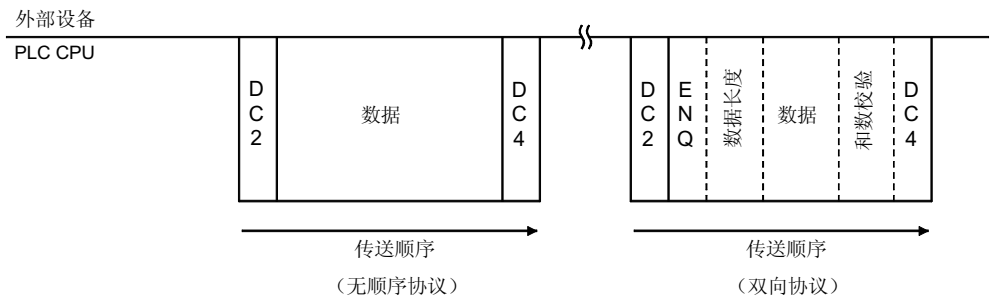 外部设备
PLC CPU
DC2
数据
DC4
DC2
ENQ
数据长度
数据
和数校验
DC4
传送顺序
(无顺序协议)
传送顺序
(双向协议)